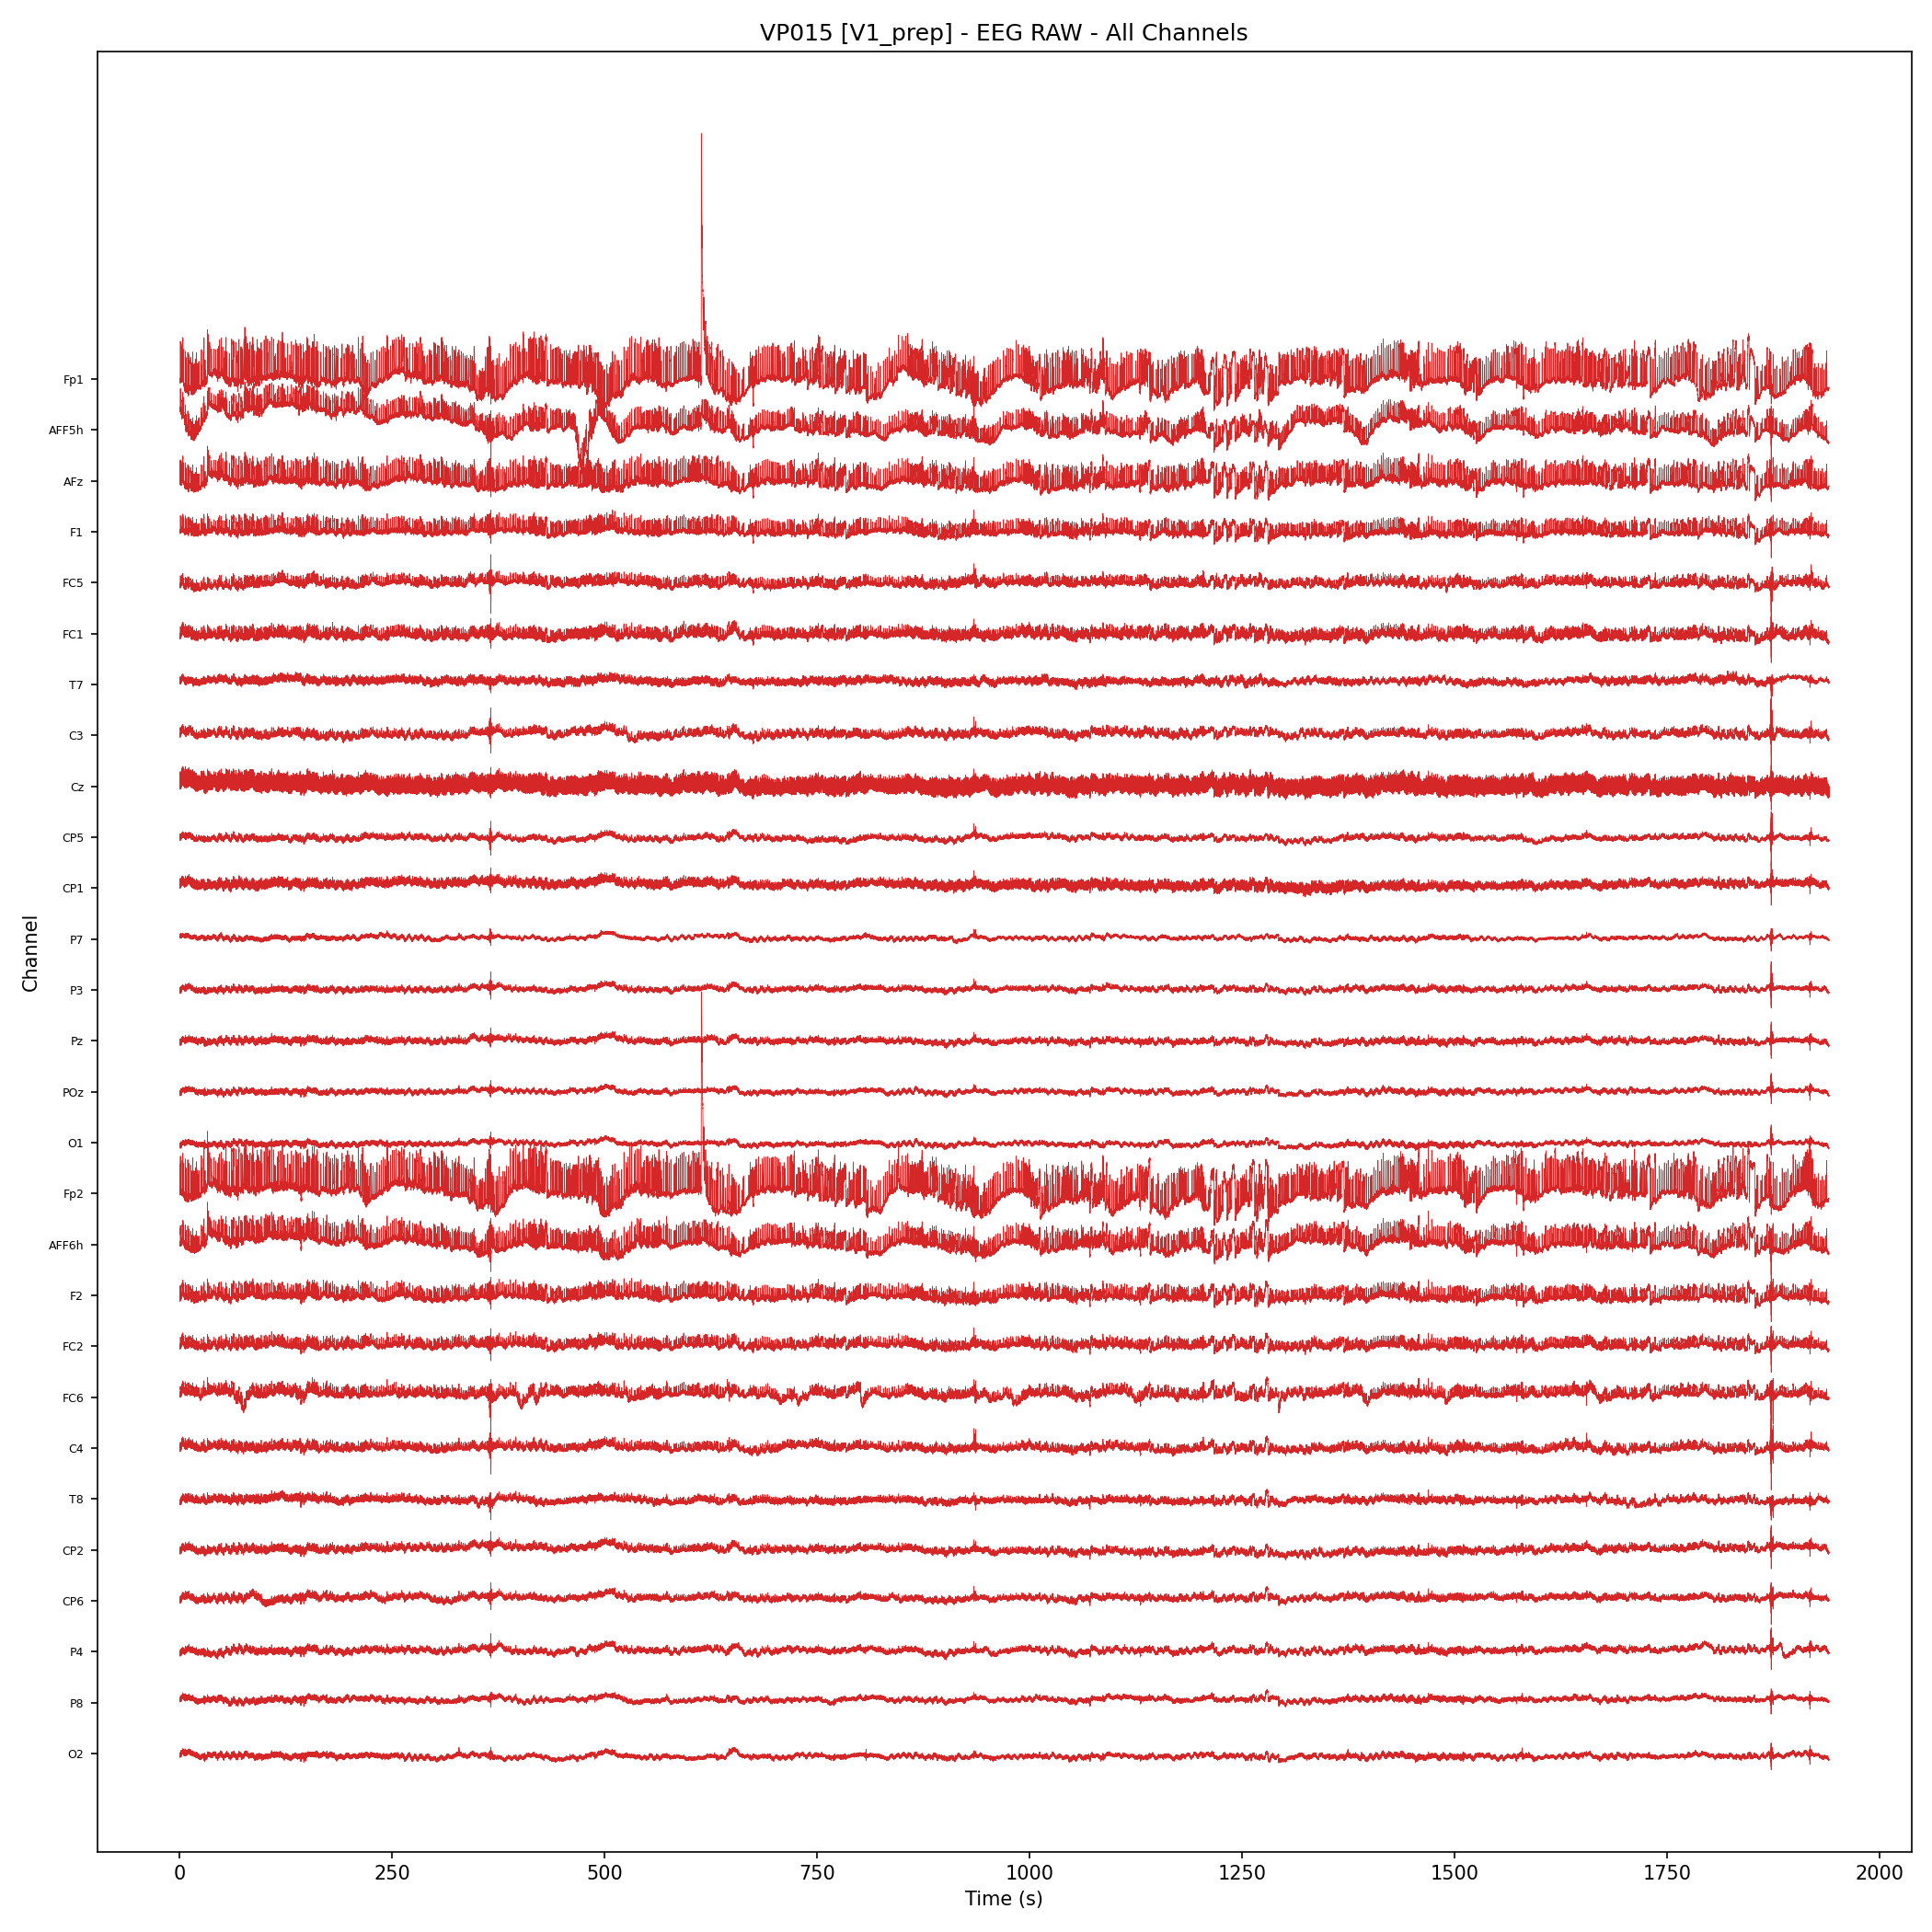 VP015 [V1_prep] - EEG RAW - All Channels
Fp1
AFF5h
AFz
F1
FC5
FC1
T7
C3
Cz
CP5
CP1
P7
P3
Pz
POz
O1
Fp2
AFF6h
F2
FC2
FC6
C4
T8
CP2
CP6
P4
P8
O2
Channel
0 250 500 750 1000 1250 1500 1750 2000
Time (s)